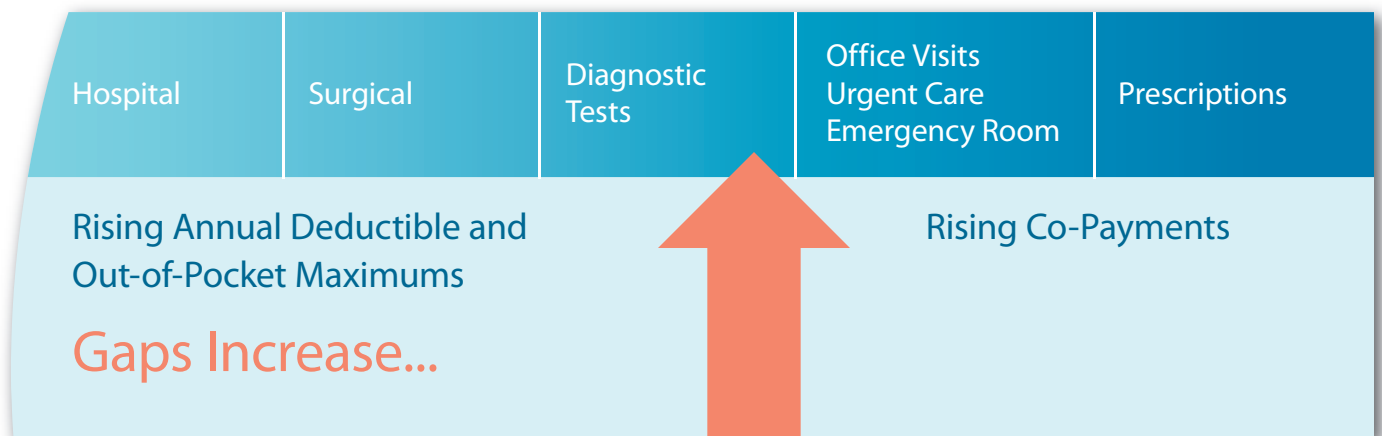 Hospital
Surgical
Diagnostic
Tests
Office Visits
Urgent Care
Emergency Room
Prescriptions
Rising Annual Deductible and
Out-of-Pocket Maximums
Rising Co-Payments
Gaps Increase...